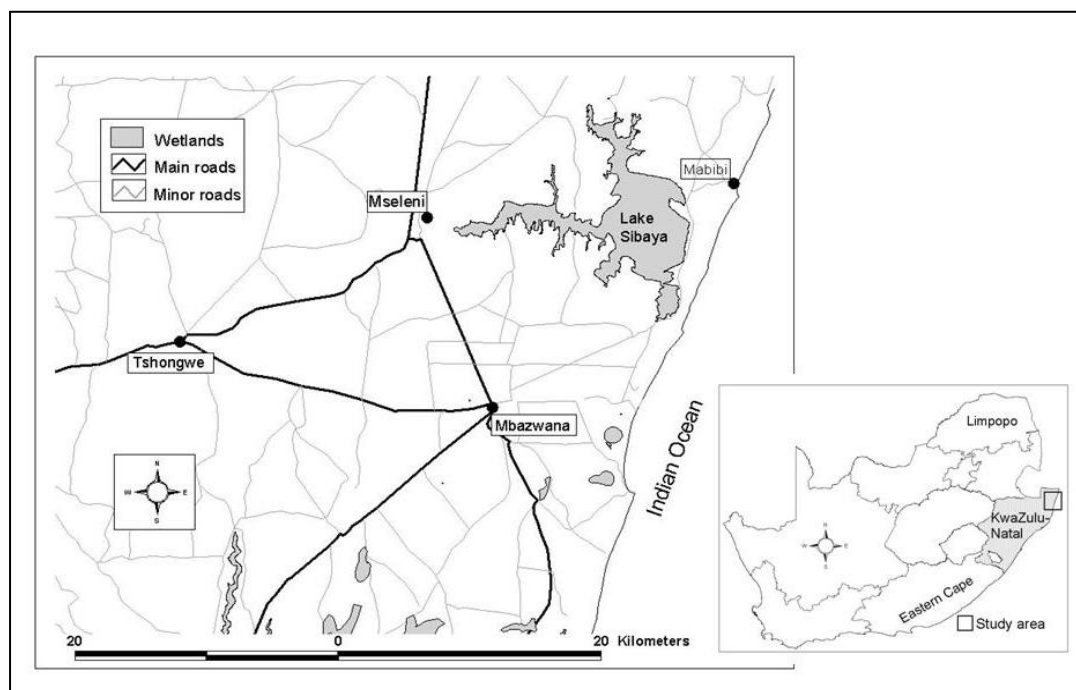 Wetlands
Main roads
Minor roads
Mseleni
Mabibi
Lake
Sibaya
Tshongwe
Mbazwana
Indian Ocean
N
W
E
S
20
0
20
Kilometers
Limpopo
KwaZulu-
Natal
N
W
E
S
Eastern Cape
Study area